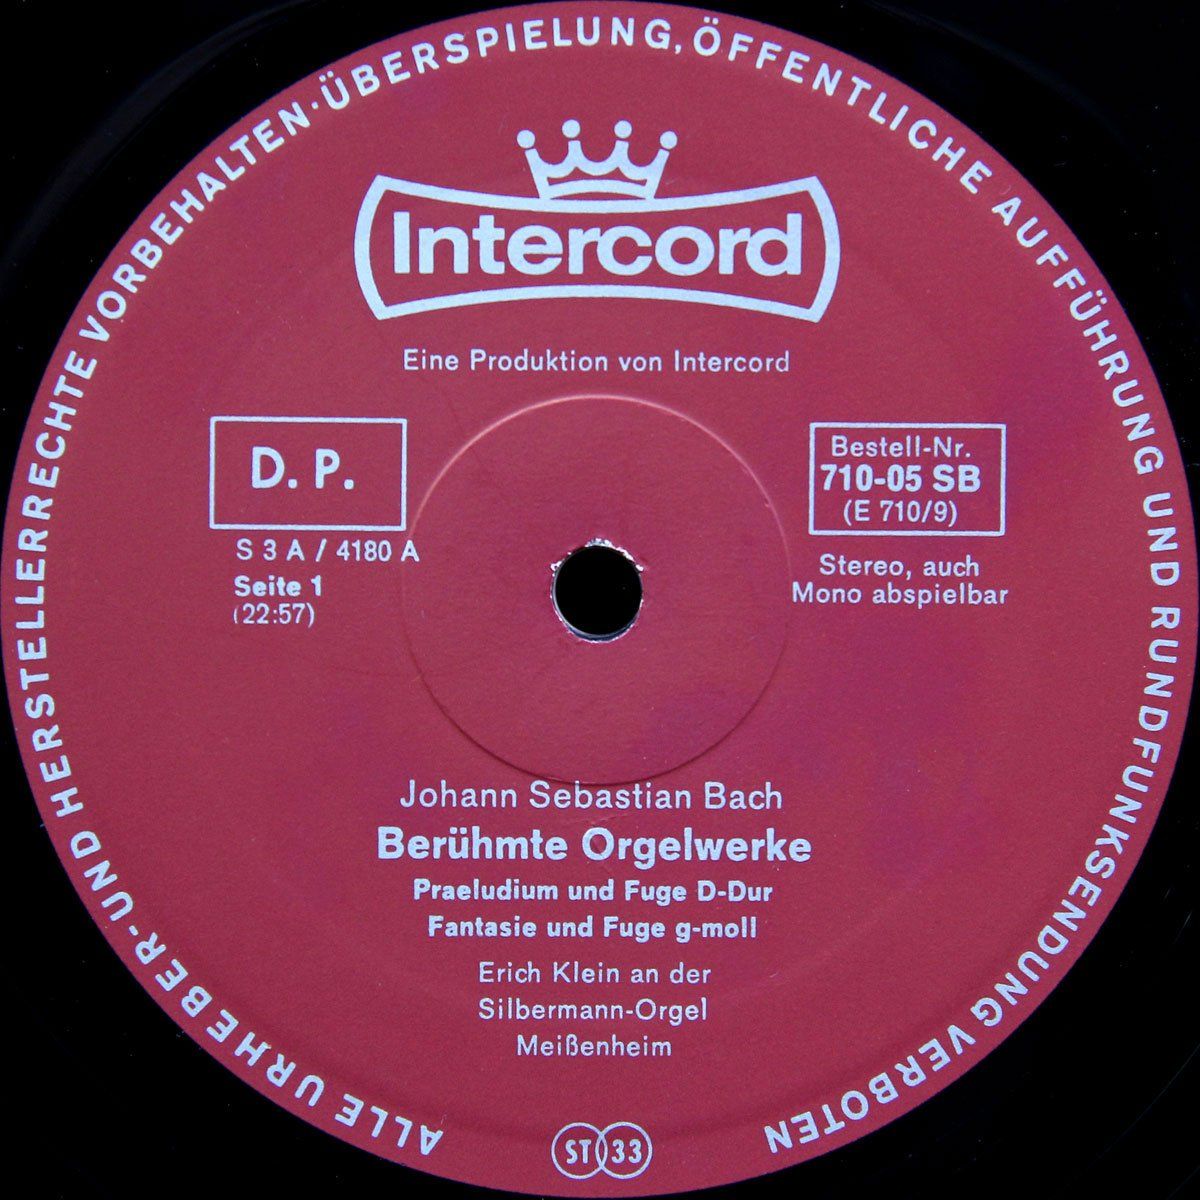 ALLE URHEBER- UND HERSTELLERRECHTE VORBEHALTEN · ÜBERSPIELUNG, ÖFFENTLICHE AUFFÜHRUNG UND RUNDFUNKSENDUNG VERBOTEN
Intercord
Eine Produktion von Intercord
D. P.
S 3 A / 4180 A
Seite 1
(22:57)
Bestell-Nr.
710-05 SB
(E 710/9)
Stereo, auch
Mono abspielbar
Johann Sebastian Bach
Berühmte Orgelwerke
Praeludium und Fuge D-Dur
Fantasie und Fuge g-moll
Erich Klein an der
Silbermann-Orgel
Meißenheim
ST 33